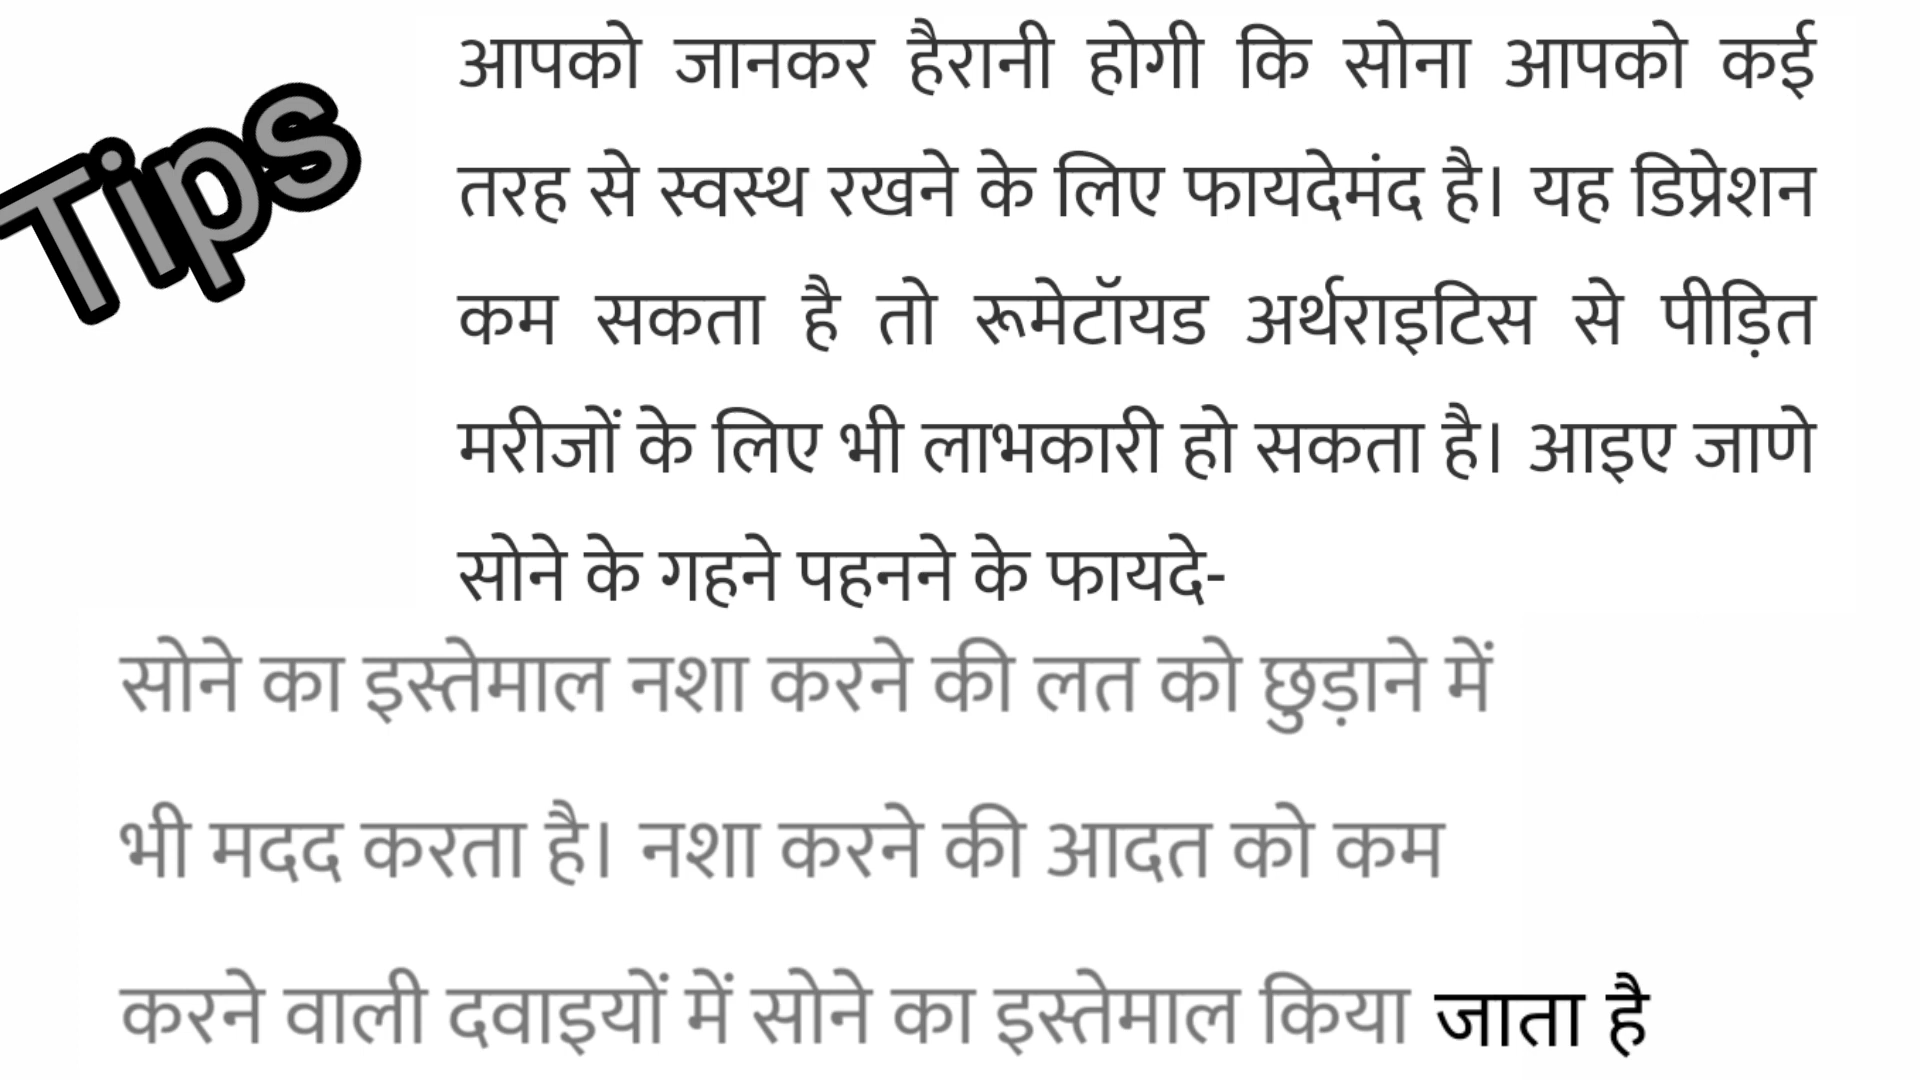 Tips
आपको जानकर हैरानी होगी कि सोना आपको कई
तरह से स्वस्थ रखने के लिए फायदेमंद है। यह डिप्रेशन
कम सकता है तो रूमेटॉयड अर्थराइटिस से पीड़ित
मरीजों के लिए भी लाभकारी हो सकता है। आइए जाणे
सोने के गहने पहनने के फायदे-
सोने का इस्तेमाल नशा करने की लत को छुड़ाने में
भी मदद करता है। नशा करने की आदत को कम
करने वाली दवाइयों में सोने का इस्तेमाल किया जाता है